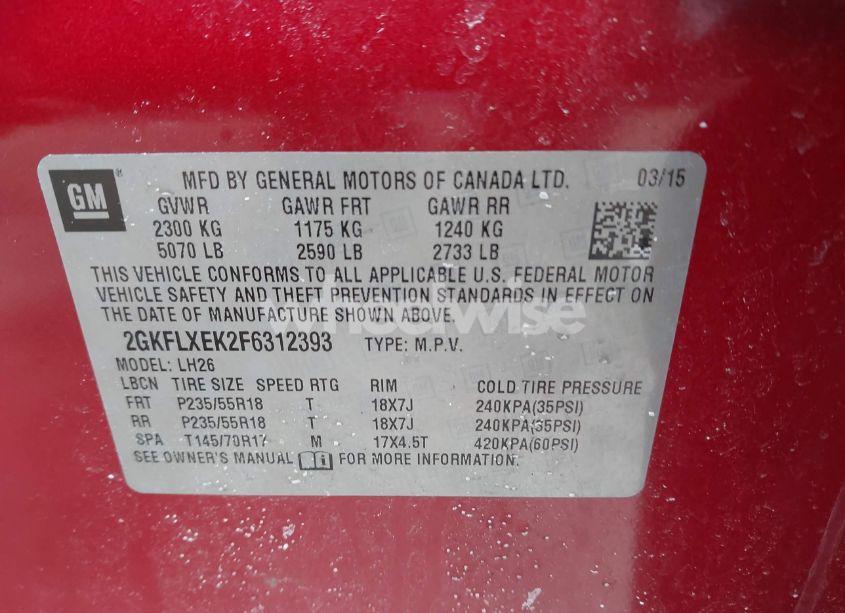 GM
MFD BY GENERAL MOTORS OF CANADA LTD. 03/15
GVWR GAWR FRT GAWR RR
2300 KG 1175 KG 1240 KG
5070 LB 2590 LB 2733 LB
THIS VEHICLE CONFORMS TO ALL APPLICABLE U.S. FEDERAL MOTOR
VEHICLE SAFETY AND THEFT PREVENTION STANDARDS IN EFFECT ON
THE DATE OF MANUFACTURE SHOWN ABOVE.
wheelwise
2GKFLXEK2F6312393 TYPE: M.P.V.
MODEL: LH26
LBCN TIRE SIZE SPEED RTG RIM COLD TIRE PRESSURE
FRT P235/55R18 T 18X7J 240KPA(35PSI)
RR P235/55R18 T 18X7J 240KPA(35PSI)
SPA T145/70R17 M 17X4.5T 420KPA(60PSI)
SEE OWNER'S MANUAL FOR MORE INFORMATION.